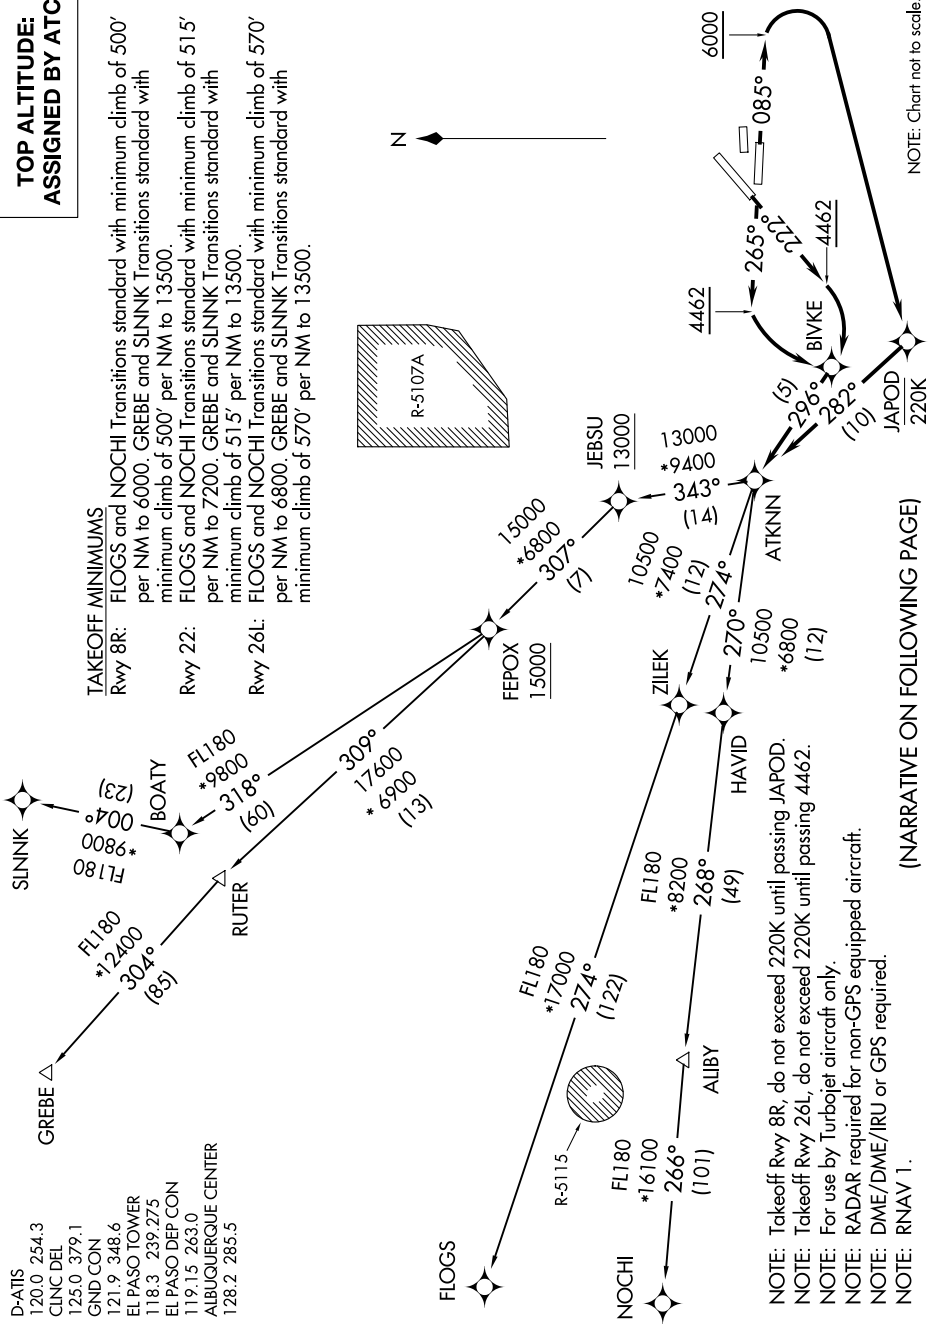 TOP ALTITUDE:
ASSIGNED BY ATC
D-ATIS
120.0 254.3
CLNC DEL
125.0 379.1
GND CON
121.9 348.6
EL PASO TOWER
118.3 239.275
EL PASO DEP CON
119.15 263.0
ALBUQUERQUE CENTER
128.2 285.5
TAKEOFF MINIMUMS
Rwy 8R: FLOGS and NOCHI Transitions standard with minimum climb of 500'
per NM to 6000. GREBE and SLNNK Transitions standard with
minimum climb of 500' per NM to 13500.
Rwy 22: FLOGS and NOCHI Transitions standard with minimum climb of 515'
per NM to 7200. GREBE and SLNNK Transitions standard with
minimum climb of 515' per NM to 13500.
Rwy 26L: FLOGS and NOCHI Transitions standard with minimum climb of 570'
per NM to 6800. GREBE and SLNNK Transitions standard with
minimum climb of 570' per NM to 13500.
SLNNK
FL180
*9800
004°
(23)
BOATY
GREBE
FL180
*12400
304°
(85)
RUTER
FL180
*9800
318°
(60)
309°
17600
* 6900
(13)
FEPOX
15000
15000
*6800
307°
(7)
JEBSU
13000
13000
*9400
343°
(14)
R-5107A
N
FLOGS
FL180
*17000
274°
(122)
ZILEK
10500
*7400
(12)
274°
ATKNN
270°
10500
*6800
(12)
HAVID
R-5115
NOCHI
FL180
*16100
266°
(101)
ALIBY
FL180
*8200
268°
(49)
(5)
296°
282°
(10)
BIVKE
JAPOD
220K
4462
265°
222°
4462
085°
6000
NOTE: Takeoff Rwy 8R, do not exceed 220K until passing JAPOD.
NOTE: Takeoff Rwy 26L, do not exceed 220K until passing 4462.
NOTE: For use by Turbojet aircraft only.
NOTE: RADAR required for non-GPS equipped aircraft.
NOTE: DME/DME/IRU or GPS required.
NOTE: RNAV 1.
(NARRATIVE ON FOLLOWING PAGE)
NOTE: Chart not to scale.